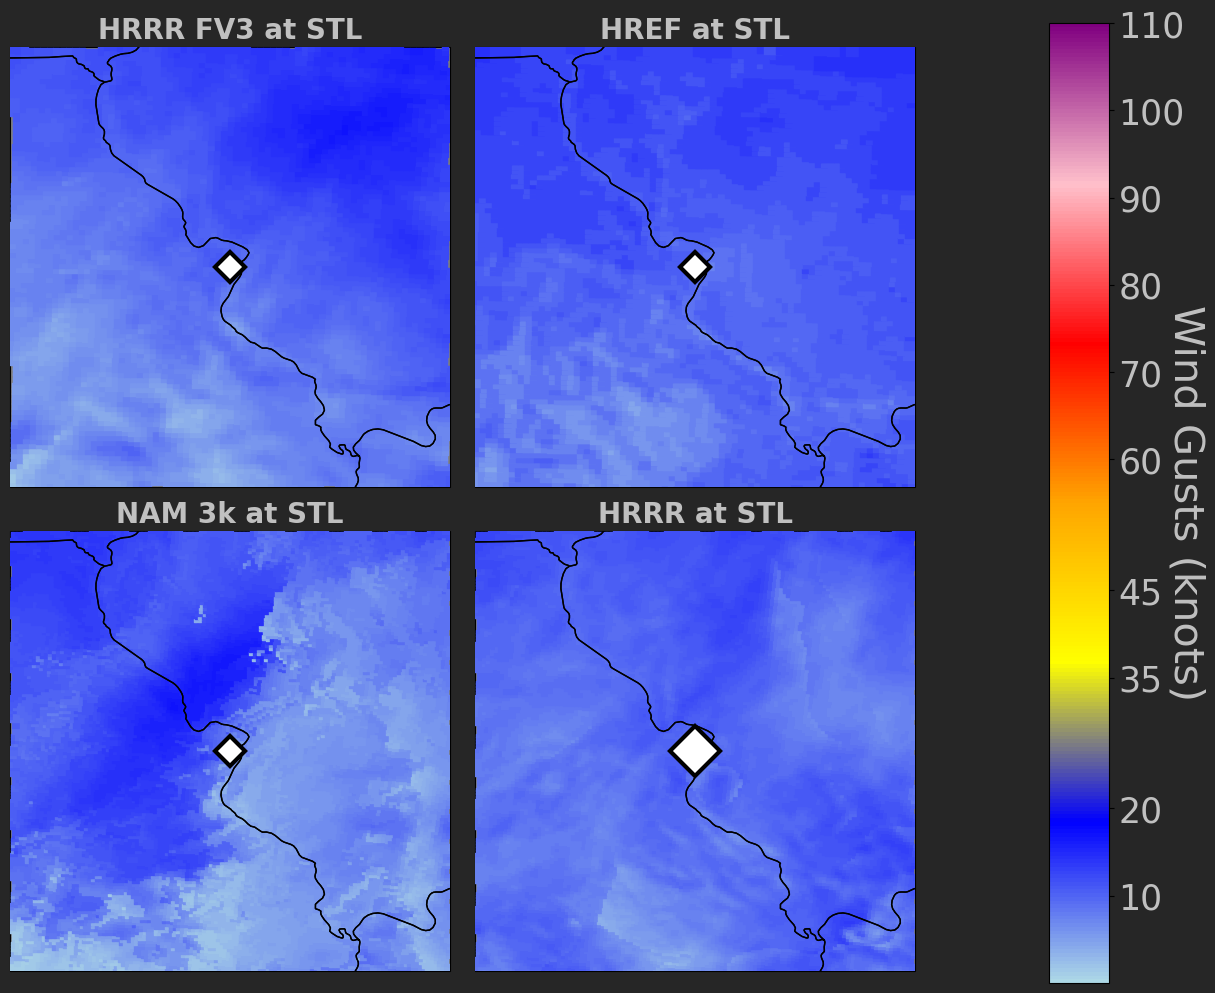 HRRR FV3 at STL
HREF at STL
NAM 3k at STL
HRRR at STL
110
100
90
80
70
60
45
35
20
10
Wind Gusts (knots)